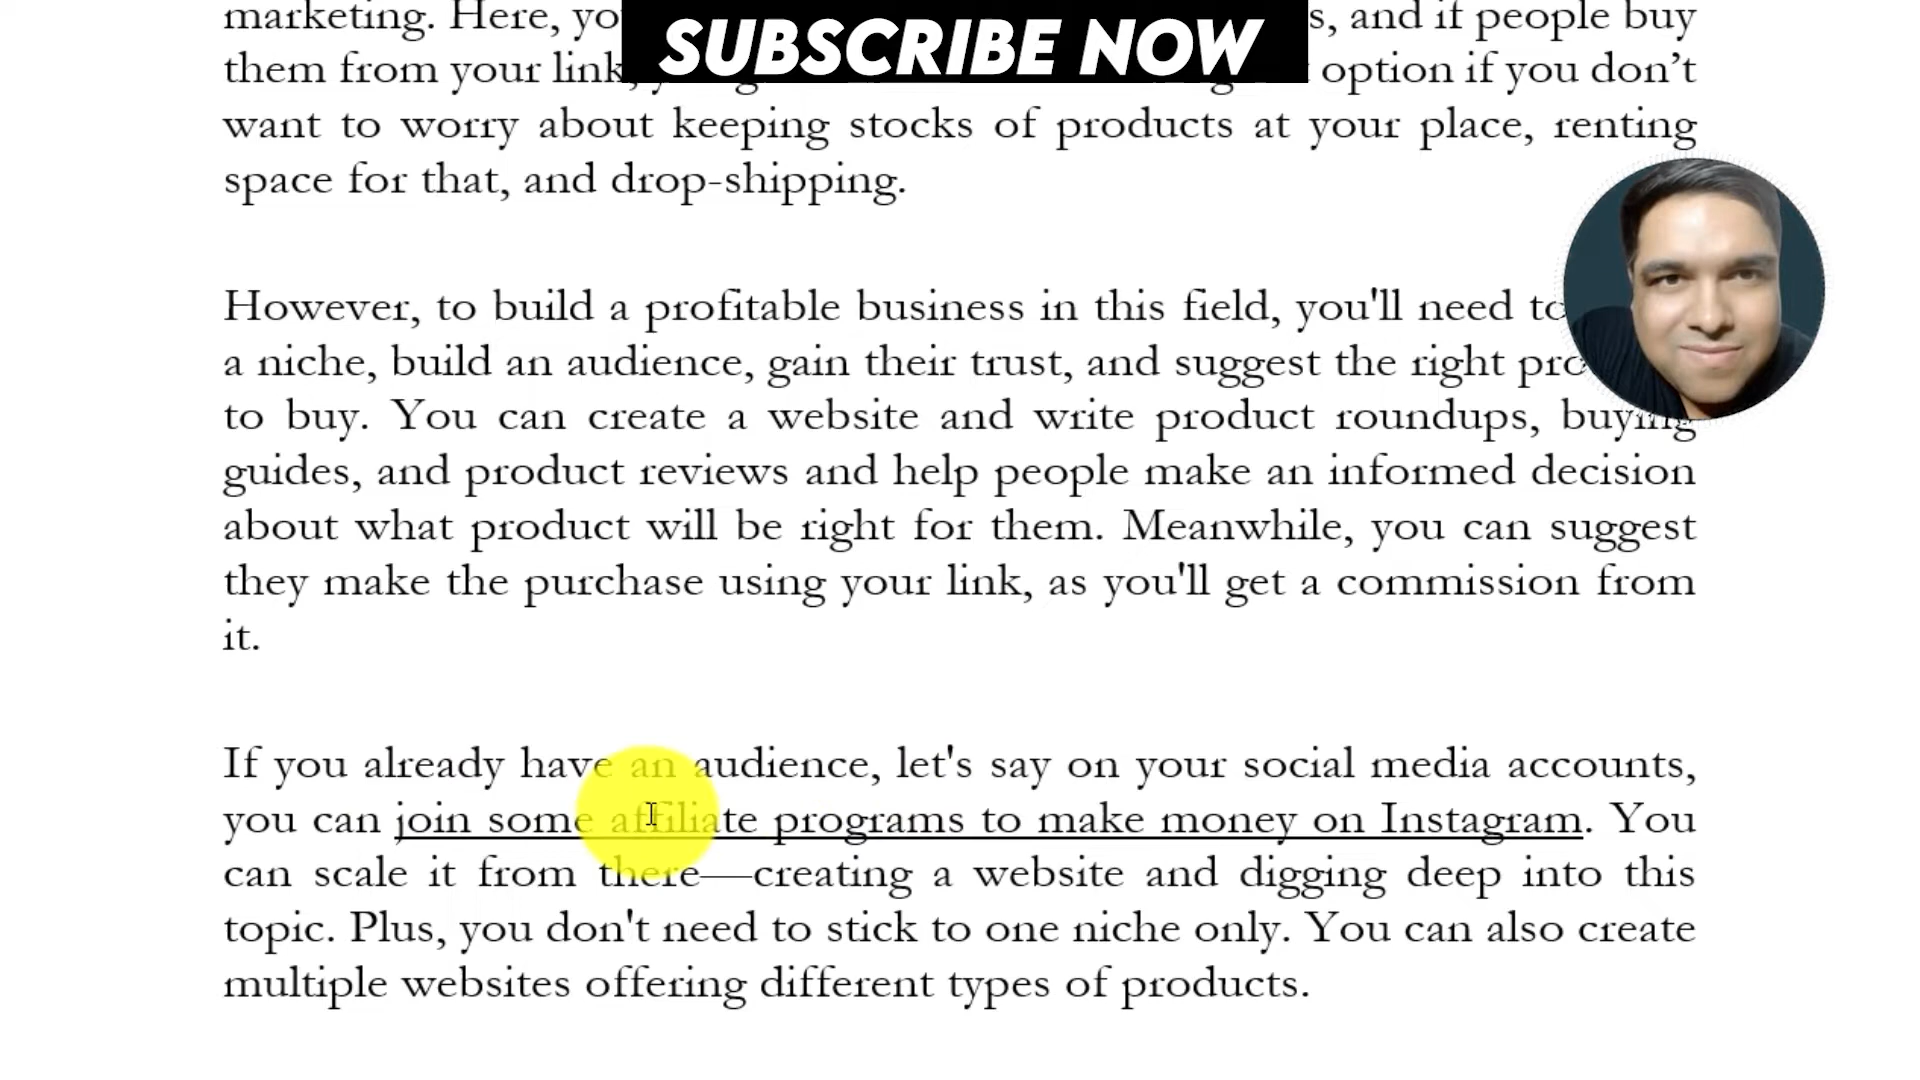 SUBSCRIBE NOW
marketing. Here, you s, and if people buy
them from your link, option if you don’t
want to worry about keeping stocks of products at your place, renting
space for that, and drop-shipping.
However, to build a profitable business in this field, you'll need to
a niche, build an audience, gain their trust, and suggest the right
to buy. You can create a website and write product roundups, buying
guides, and product reviews and help people make an informed decision
about what product will be right for them. Meanwhile, you can suggest
they make the purchase using your link, as you'll get a commission from
it.
If you already have an audience, let's say on your social media accounts,
you can join some affiliate programs to make money on Instagram. You
can scale it from there—creating a website and digging deep into this
topic. Plus, you don't need to stick to one niche only. You can also create
multiple websites offering different types of products.